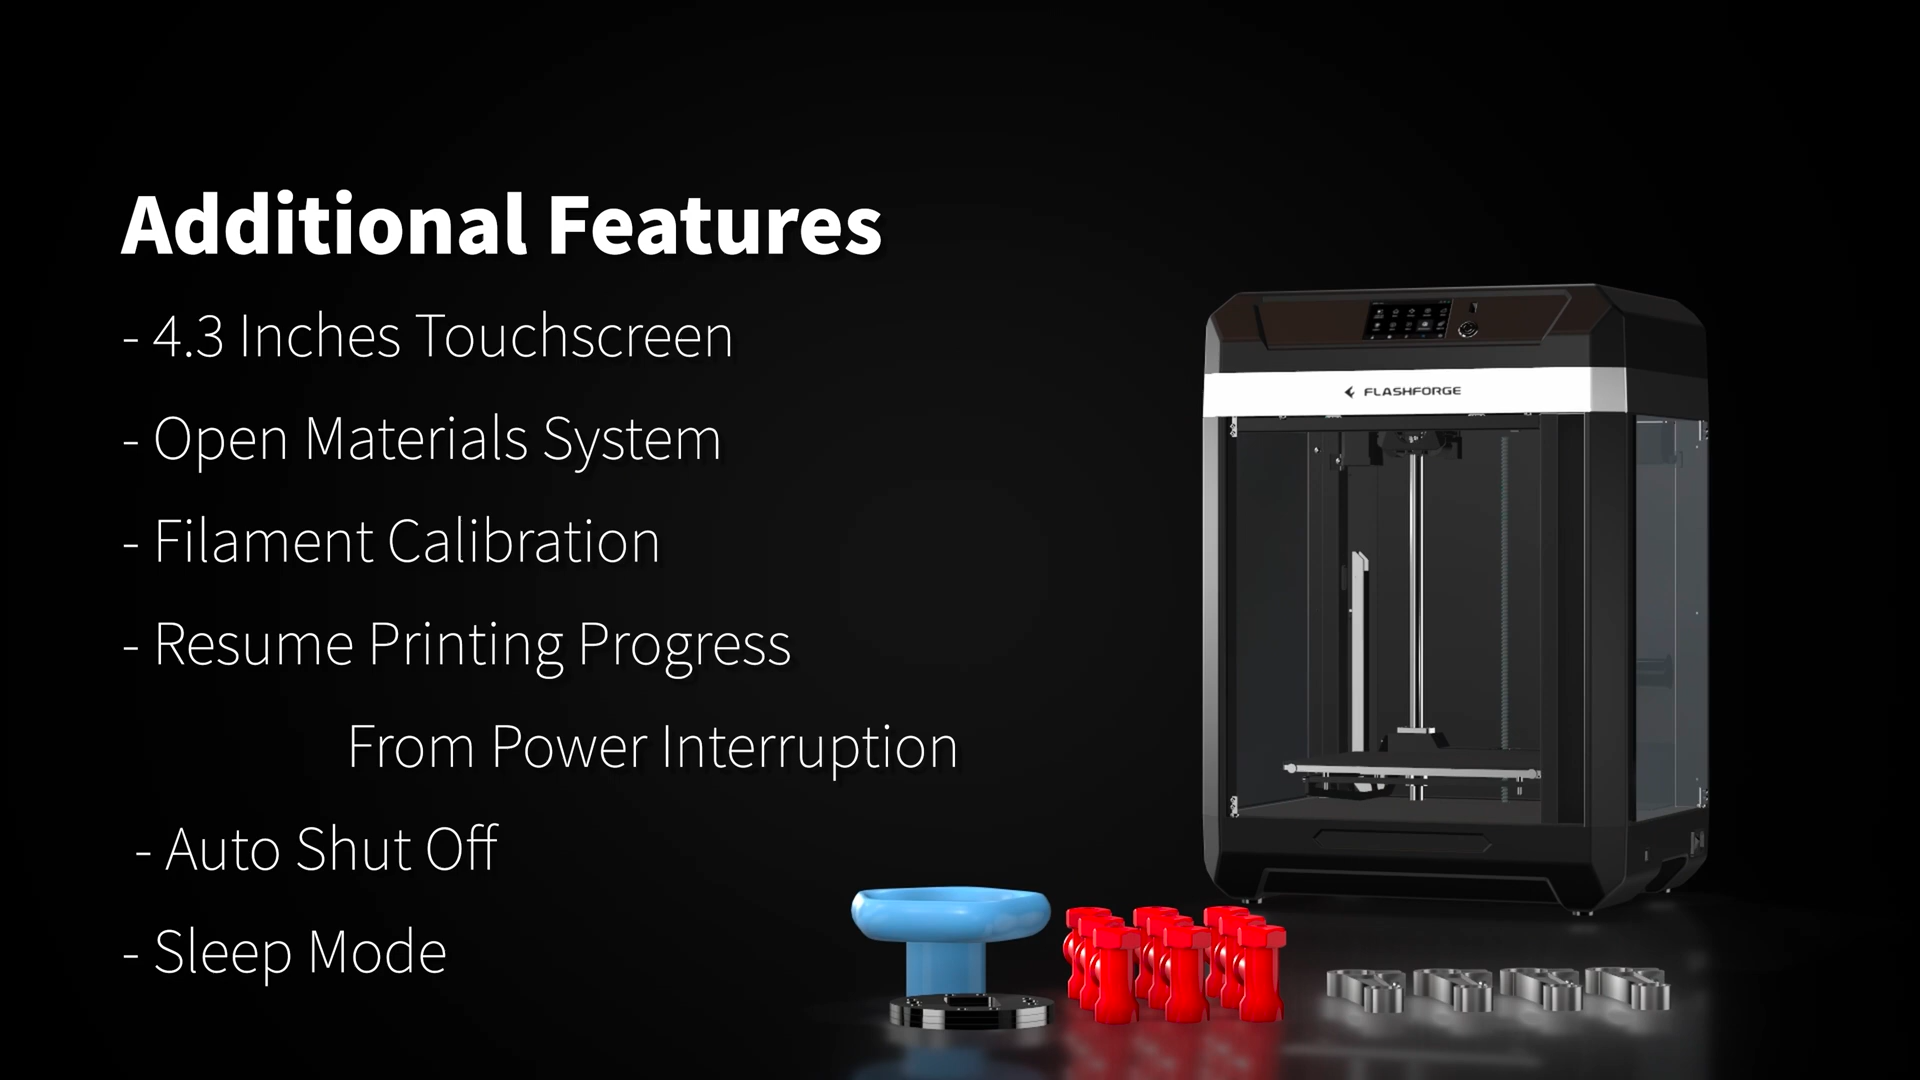 Additional Features
- 4.3 Inches Touchscreen
- Open Materials System
- Filament Calibration
- Resume Printing Progress
From Power Interruption
- Auto Shut Off
- Sleep Mode
FLASHFORGE